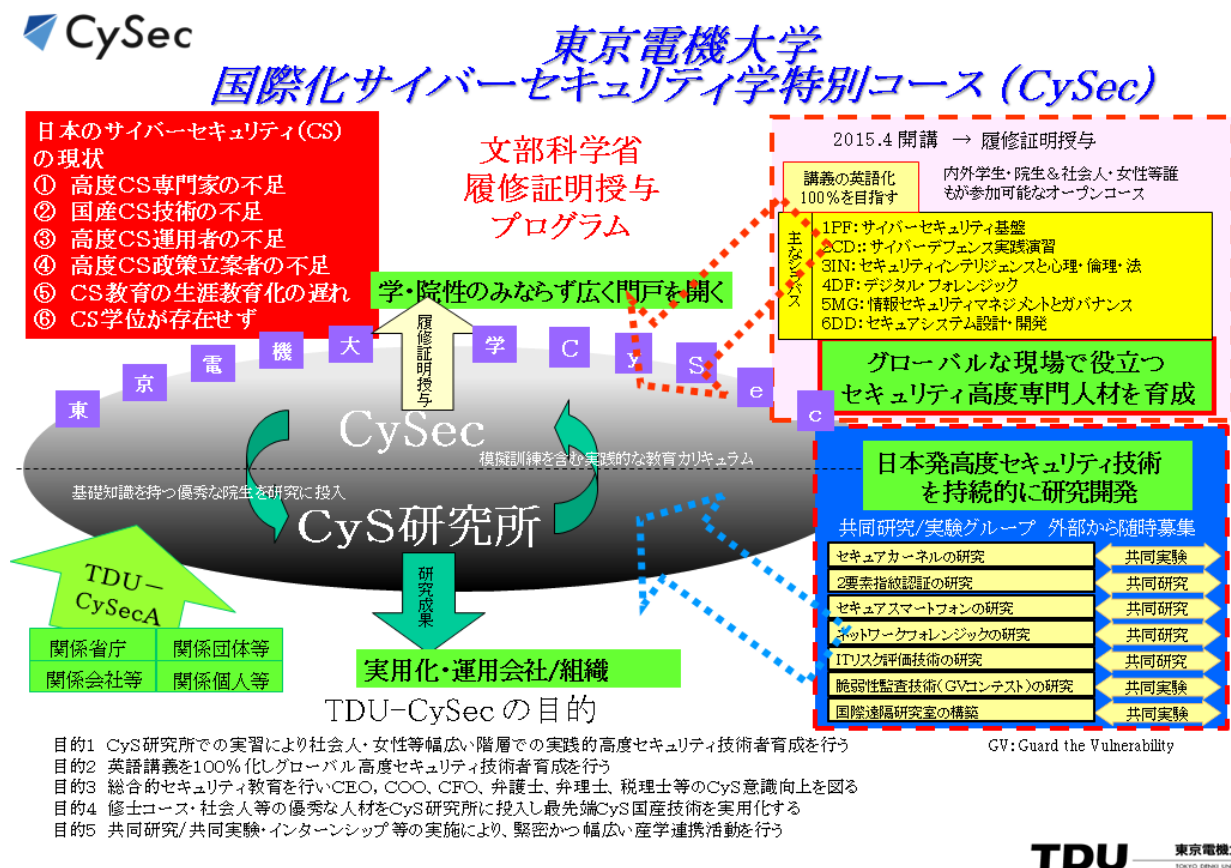 CySec
東京電機大学
国際化サイバーセキュリティ学特別コース (CySec)
日本のサイバーセキュリティ(CS)
の現状
① 高度CS専門家の不足
② 国産CS技術の不足
③ 高度CS運用者の不足
④ 高度CS政策立案者の不足
⑤ CS教育の生涯教育化の遅れ
⑥ CS学位が存在せず
文部科学省
履修証明授与
プログラム
学・院性のみならず広く門戸を開く
2015.4 開講 → 履修証明授与
講義の英語化
100%を目指す
内外学生・院生&社会人・女性等誰
もが参加可能なオープンコース
主なシラバス
1PF:サイバーセキュリティ基盤
2CD::サイバーデフェンス実践演習
3IN:セキュリティインテリジェンスと心理・倫理・法
4DF:デジタル・フォレンジック
5MG:情報セキュリティマネジメントとガバナンス
6DD:セキュアシステム設計・開発
グローバルな現場で役立つ
セキュリティ高度専門人材を育成
東京電機大学CySec
履修証明授与
CySec
模擬訓練を含む実践的な教育カリキュラム
基礎知識を持つ優秀な院生を研究に投入
CyS研究所
研究成果
TDU-
CySecA
関係省庁 関係団体等
関係会社等 関係個人等
実用化・運用会社/組織
日本発高度セキュリティ技術
を持続的に研究開発
共同研究/実験グループ 外部から随時募集
セキュアカーネルの研究 共同実験
2要素指紋認証の研究 共同研究
セキュアスマートフォンの研究 共同研究
ネットワークフォレンジックの研究 共同研究
ITリスク評価技術の研究 共同研究
脆弱性監査技術(GVコンテスト)の研究 共同実験
国際遠隔研究室の構築 共同実験
GV:Guard the Vulnerability
TDU-CySec の目的
目的1 CyS研究所での実習により社会人・女性等幅広い階層での実践的高度セキュリティ技術者育成を行う
目的2 英語講義を100%化しグローバル高度セキュリティ技術者育成を行う
目的3 総合的セキュリティ教育を行いCEO, COO、CFO、弁護士、弁理士、税理士等のCyS意識向上を図る
目的4 修士コース・社会人等の優秀な人材をCyS研究所に投入し最先端CyS国産技術を実用化する
目的5 共同研究/共同実験・インターンシップ等の実施により、緊密かつ幅広い産学連携活動を行う
TDU 東京電機